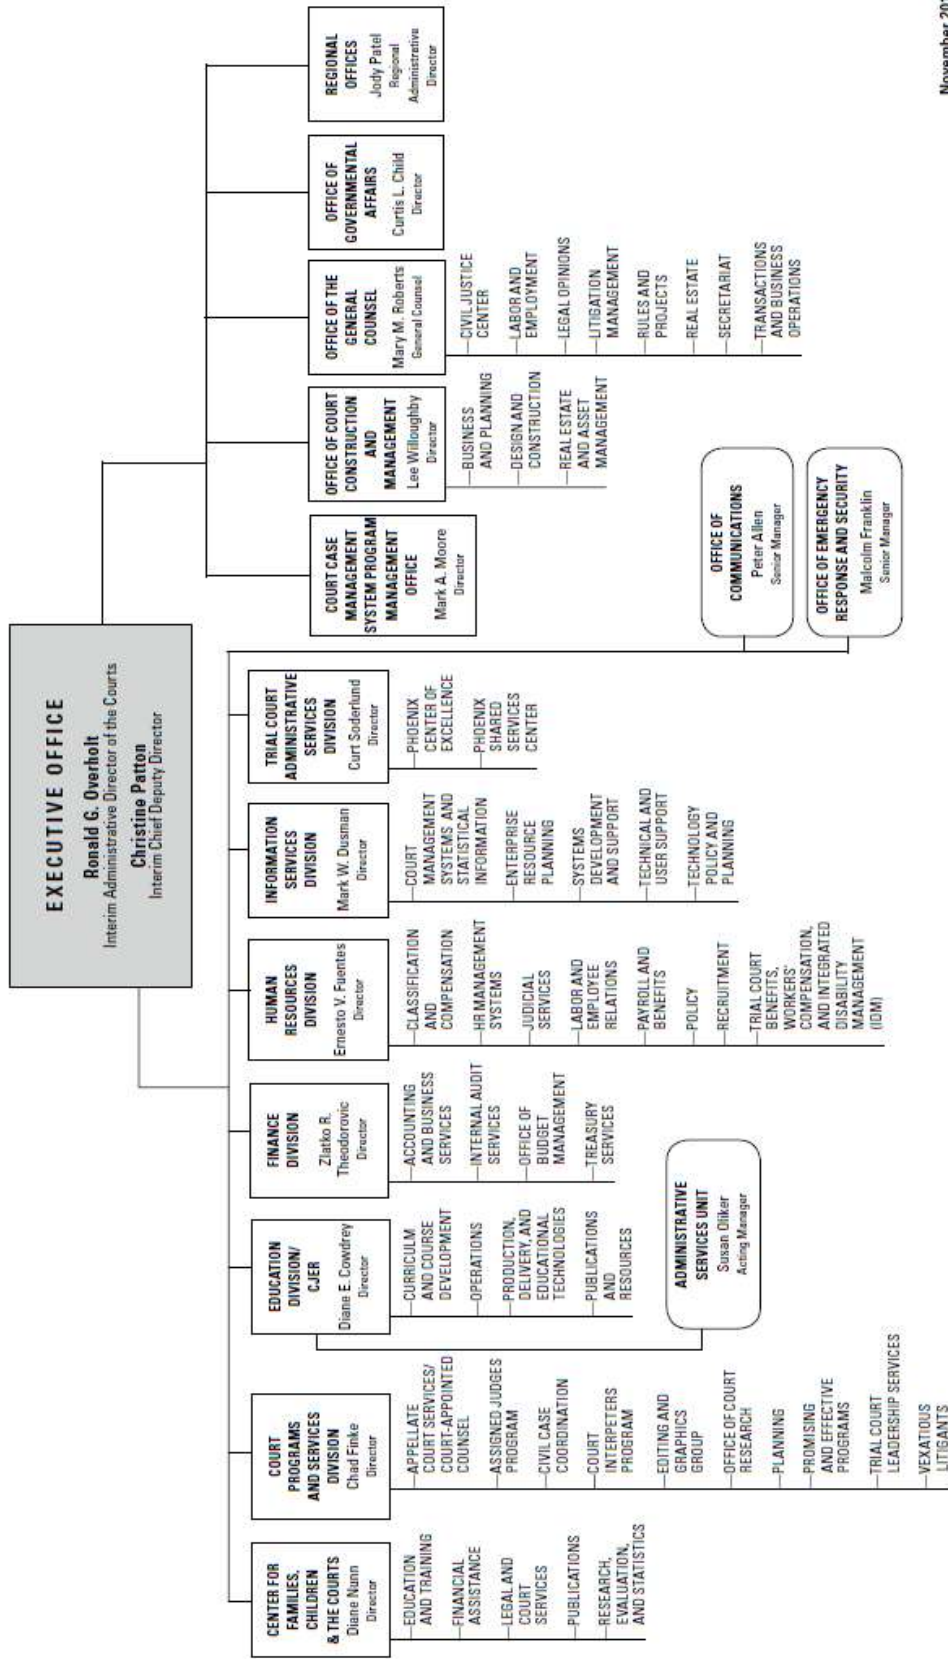 EXECUTIVE OFFICE
Ronald G. Overholt
Interim Administrative Director of the Courts
Christine Patton
Interim Chief Deputy Director
CENTER FOR
FAMILIES,
CHILDREN
& THE COURTS
Diane Nunn
Director
EDUCATION
AND TRAINING
FINANCIAL
ASSISTANCE
LEGAL AND
COURT
SERVICES
PUBLICATIONS
RESEARCH,
EVALUATION,
AND STATISTICS
COURT
PROGRAMS
AND SERVICES
DIVISION
Chad Finke
Director
APPELLATE
COURT SERVICES/
COURT-APPOINTED
COUNSEL
ASSIGNED JUDGES
PROGRAM
CIVIL CASE
COORDINATION
COURT
INTERPRETERS
PROGRAM
EDITING AND
GRAPHICS
GROUP
OFFICE OF COURT
RESEARCH
PLANNING
PROMISING
AND EFFECTIVE
PROGRAMS
TRIAL COURT
LEADERSHIP SERVICES
VEXATIOUS
LITIGANTS
EDUCATION
DIVISION/
CJER
Diane E. Cowdrey
Director
CURRICULUM
AND COURSE
DEVELOPMENT
OPERATIONS
PRODUCTION,
DELIVERY, AND
EDUCATIONAL
TECHNOLOGIES
PUBLICATIONS
AND
RESOURCES
ADMINISTRATIVE
SERVICES UNIT
Susan Oliker
Acting Manager
FINANCE
DIVISION
Zlatko R.
Theodorovic
Director
ACCOUNTING
AND BUSINESS
SERVICES
INTERNAL AUDIT
SERVICES
OFFICE OF
BUDGET
MANAGEMENT
TREASURY
SERVICES
HUMAN
RESOURCES
DIVISION
Ernesto V. Fuentes
Director
CLASSIFICATION
AND
COMPENSATION
HR MANAGEMENT
SYSTEMS
JUDICIAL
SERVICES
LABOR AND
EMPLOYEE
RELATIONS
PAYROLL AND
BENEFITS
POLICY
RECRUITMENT
TRIAL COURT
BENEFITS,
WORKERS'
COMPENSATION,
AND INTEGRATED
DISABILITY
MANAGEMENT
(IDM)
INFORMATION
SERVICES
DIVISION
Mark W. Dusman
Director
COURT
MANAGEMENT
SYSTEMS AND
STATISTICAL
INFORMATION
ENTERPRISE
RESOURCE
PLANNING
SYSTEMS
DEVELOPMENT
AND SUPPORT
TECHNICAL AND
USER SUPPORT
TECHNOLOGY
POLICY AND
PLANNING
TRIAL COURT
ADMINISTRATIVE
SERVICES
DIVISION
Curt Soderlund
Director
PHOENIX
CENTER OF
EXCELLENCE
PHOENIX
SHARED
SERVICES
CENTER
OFFICE OF
COMMUNICATIONS
Peter Allen
Senior Manager
OFFICE OF EMERGENCY
RESPONSE AND SECURITY
Malcolm Franklin
Senior Manager
COURT CASE
MANAGEMENT
SYSTEM PROGRAM
MANAGEMENT
OFFICE
Mark A. Moore
Director
OFFICE OF COURT
CONSTRUCTION
AND
MANAGEMENT
Lee Willoughby
Director
BUSINESS
AND PLANNING
DESIGN AND
CONSTRUCTION
REAL ESTATE
AND ASSET
MANAGEMENT
OFFICE OF THE
GENERAL
COUNSEL
Mary M. Roberts
General Counsel
CIVIL JUSTICE
CENTER
LABOR AND
EMPLOYMENT
LEGAL OPINIONS
LITIGATION
MANAGEMENT
RULES AND
PROJECTS
REAL ESTATE
SECRETARIAT
TRANSACTIONS
AND BUSINESS
OPERATIONS
OFFICE OF
GOVERNMENTAL
AFFAIRS
Curtis L. Child
Director
REGIONAL
OFFICES
Jody Patel
Regional
Administrative
Director
November